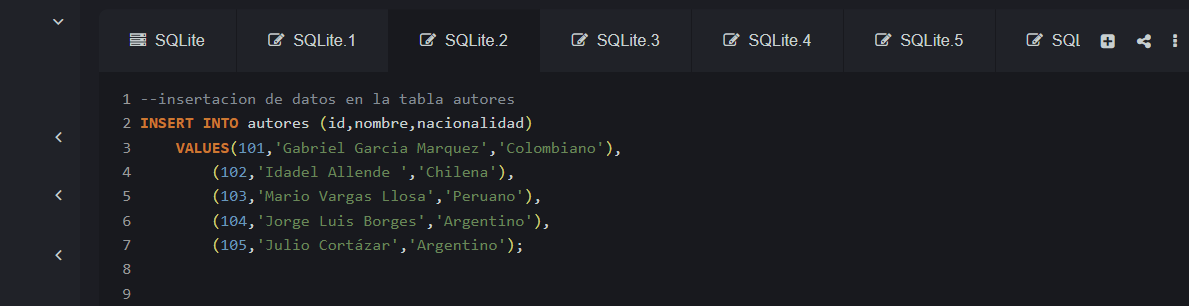 SQLite SQLite.1 SQLite.2 SQLite.3 SQLite.4 SQLite.5 SQL
1 --insertacion de datos en la tabla autores
2 INSERT INTO autores (id,nombre,nacionalidad)
3 VALUES(101,'Gabriel Garcia Marquez','Colombiano'),
4 (102,'Idadel Allende ','Chilena'),
5 (103,'Mario Vargas Llosa','Peruano'),
6 (104,'Jorge Luis Borges','Argentino'),
7 (105,'Julio Cortázar','Argentino');
8
9